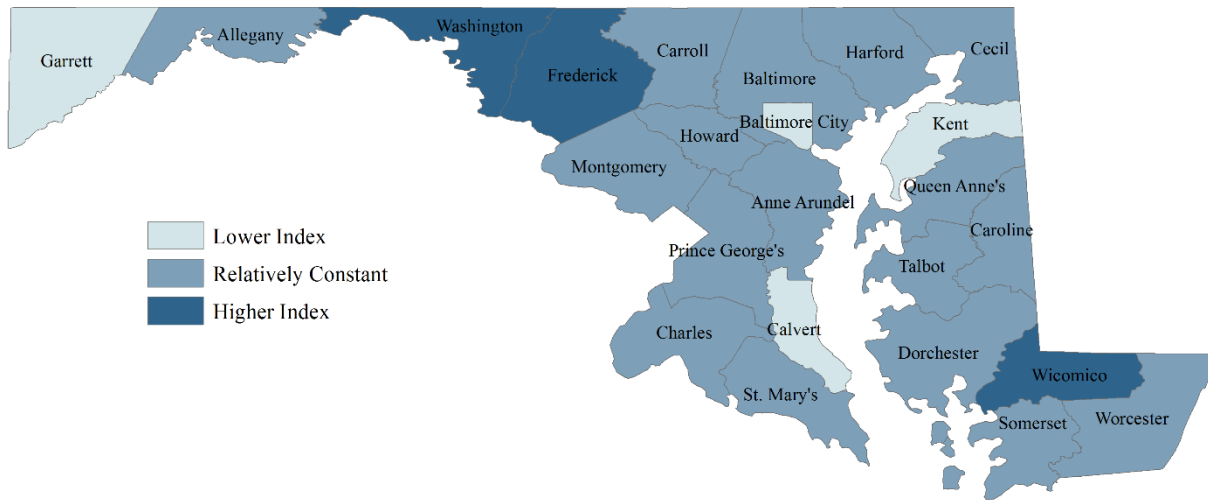 Washington
Allegany
Carroll
Harford
Cecil
Garrett
Frederick
Baltimore
Baltimore City
Kent
Howard
Montgomery
Queen Anne's
Anne Arundel
Caroline
Lower Index
Prince George's
Talbot
Relatively Constant
Higher Index
Charles
Calvert
Dorchester
Wicomico
St. Mary's
Somerset
Worcester